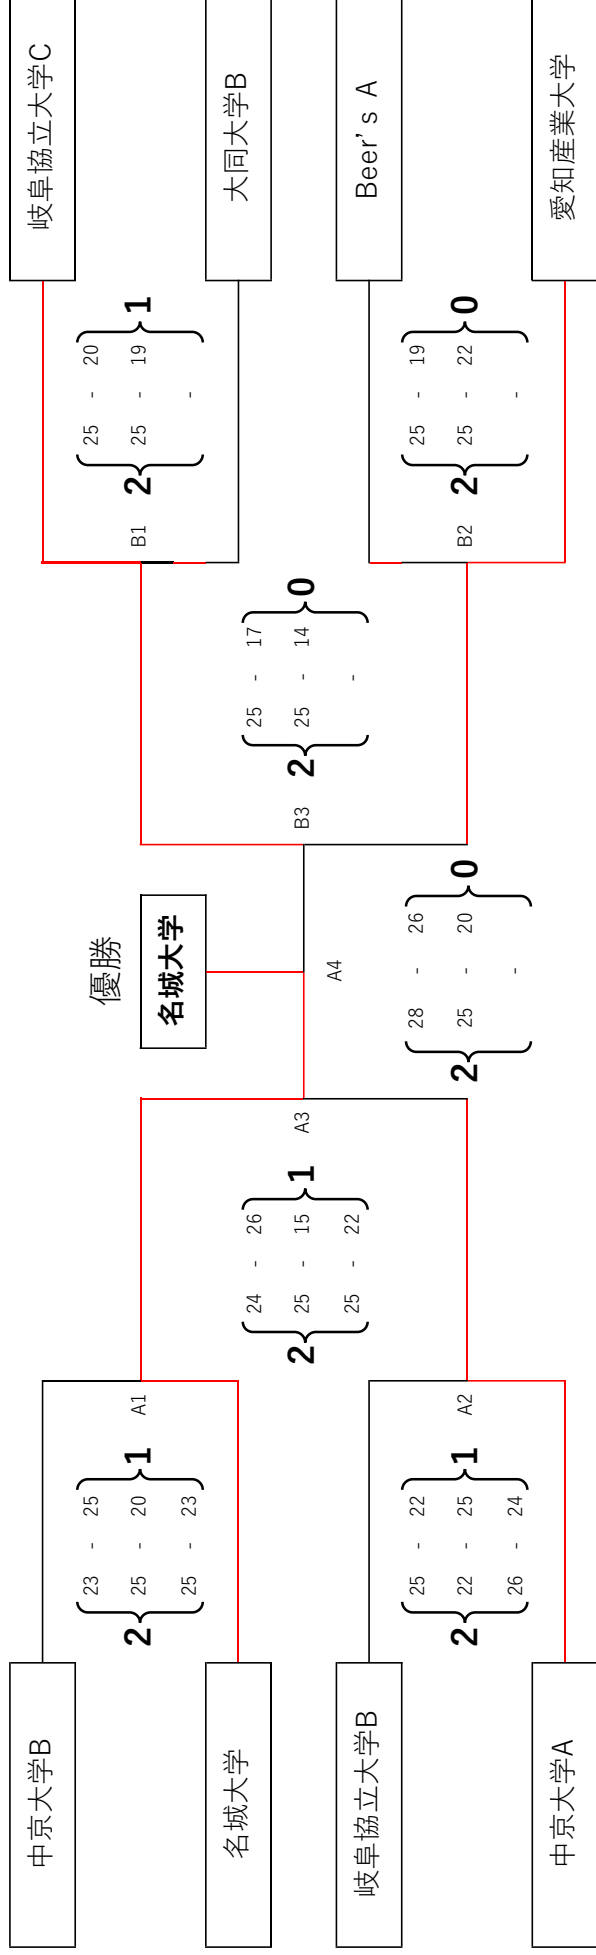 優勝
名城大学
中京大学B
名城大学
岐阜協立大学B
中京大学A
23 - 25
2 25 - 20 1
25 - 23
A1
25 - 22
2 22 - 25 1
26 - 24
A2
24 - 26
2 25 - 15 1
25 - 22
A3
A4
28 - 26
2 25 - 20 0
-
B3
25 - 17
2 25 - 14 0
-
B1
25 - 20
2 25 - 19 1
-
B2
25 - 19
2 25 - 22 0
-
岐阜協立大学C
大同大学B
Beer’s A
愛知産業大学